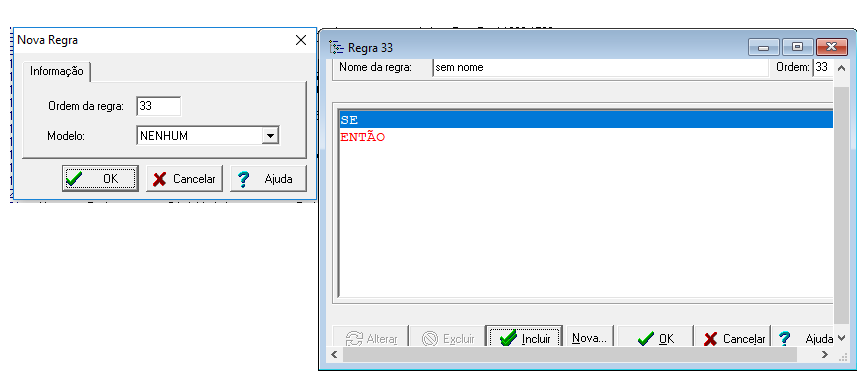 Nova Regra
Informação
Ordem da regra: 33
Modelo: NENHUM
OK Cancelar Ajuda
Regra 33
Nome da regra: sem nome Ordem: 33
SE
ENTÃO
Alterar Excluir Incluir Nova... OK Cancelar Ajuda